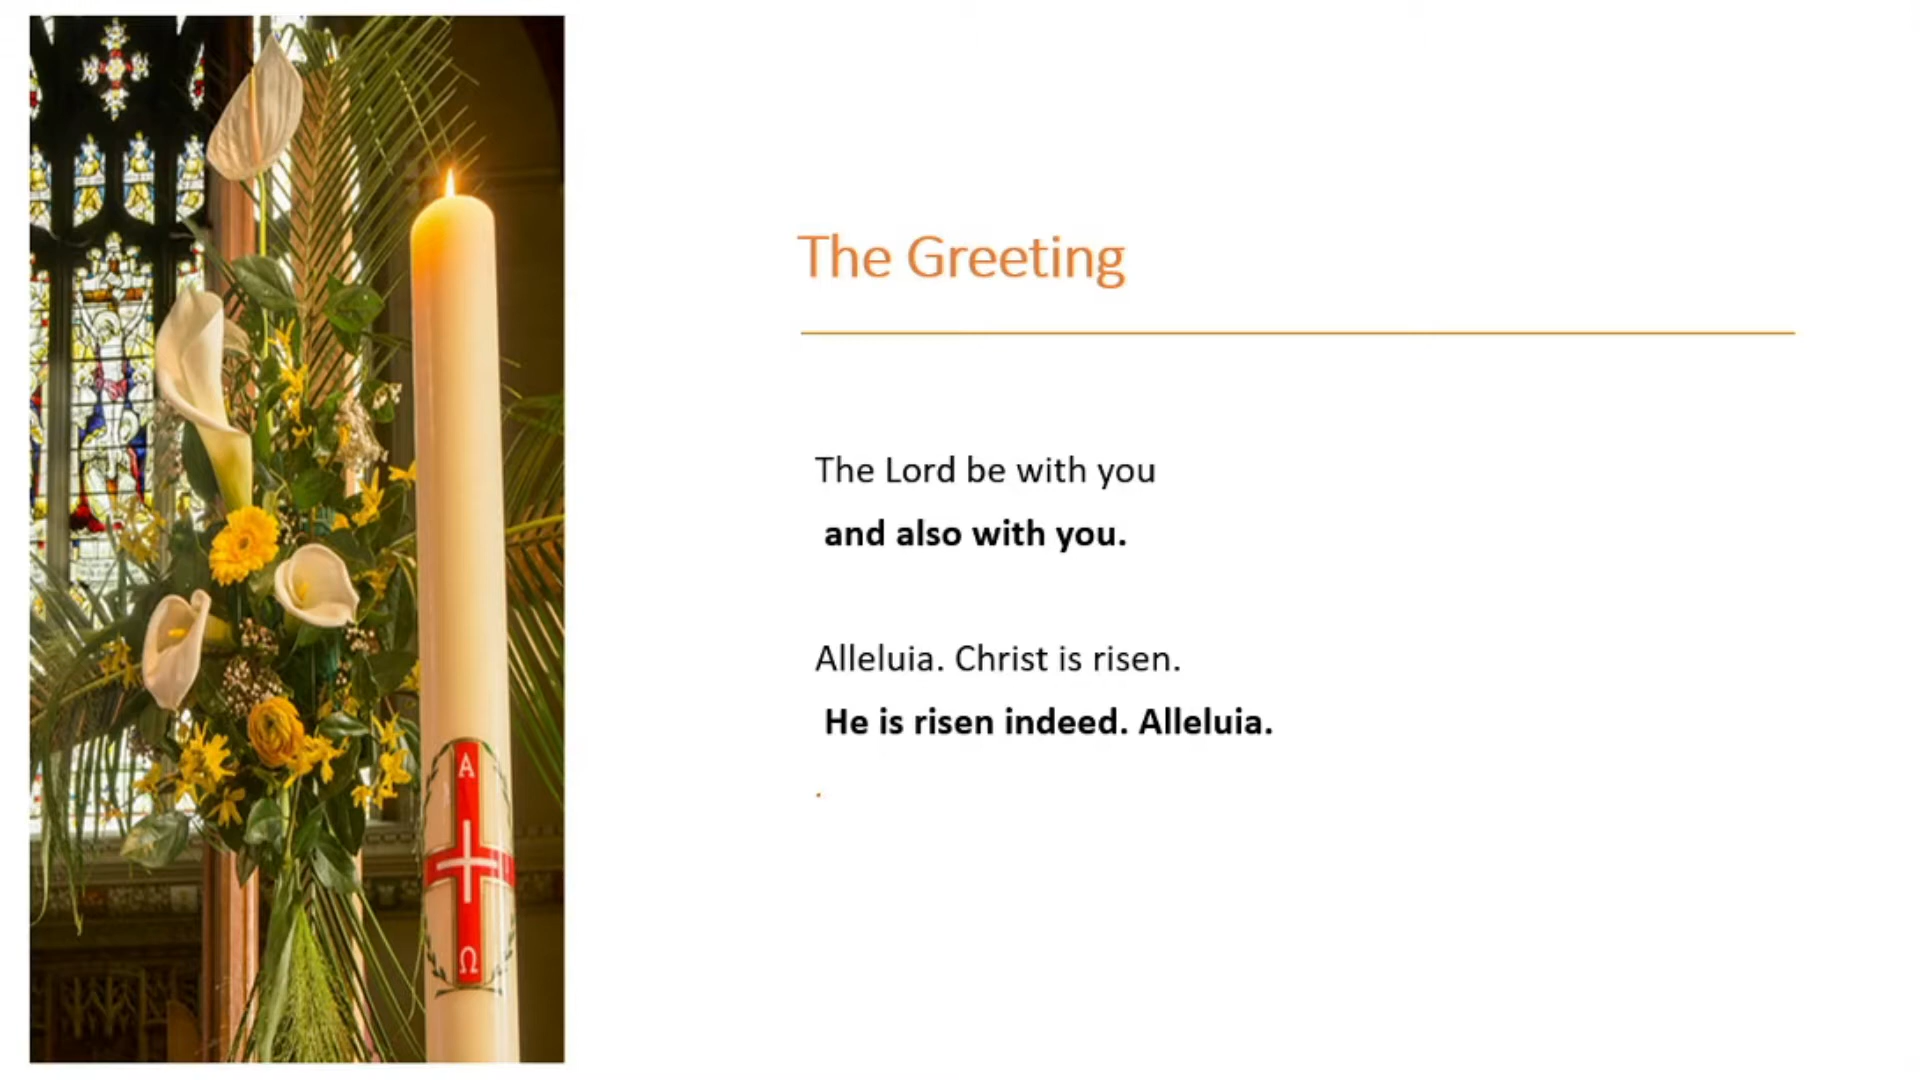 The Greeting
The Lord be with you
and also with you.
Alleluia. Christ is risen.
He is risen indeed. Alleluia.
.
A
Ω